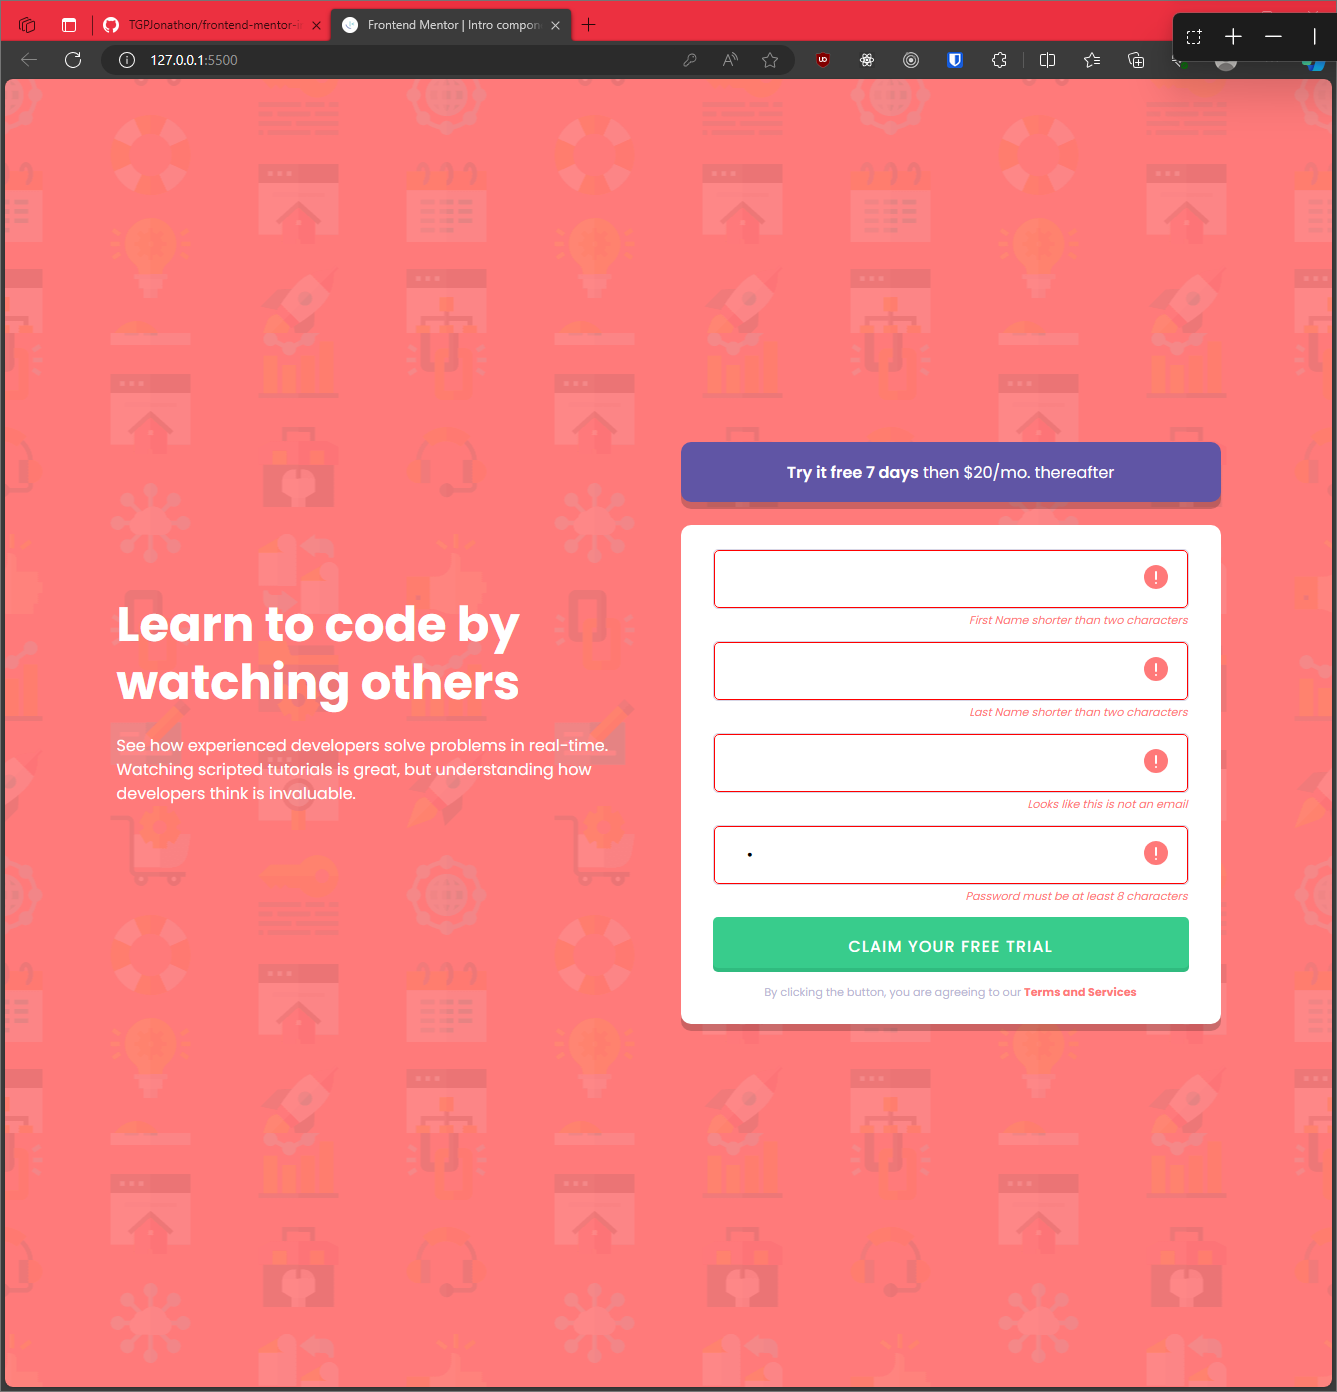 TGPJonathon/frontend-mentor-i
Frontend Mentor | Intro compon
127.0.0.1:5500
Try it free 7 days then $20/mo. thereafter
First Name shorter than two characters
Last Name shorter than two characters
Learn to code by
watching others
See how experienced developers solve problems in real-time.
Watching scripted tutorials is great, but understanding how
developers think is invaluable.
Looks like this is not an email
Password must be at least 8 characters
CLAIM YOUR FREE TRIAL
By clicking the button, you are agreeing to our Terms and Services